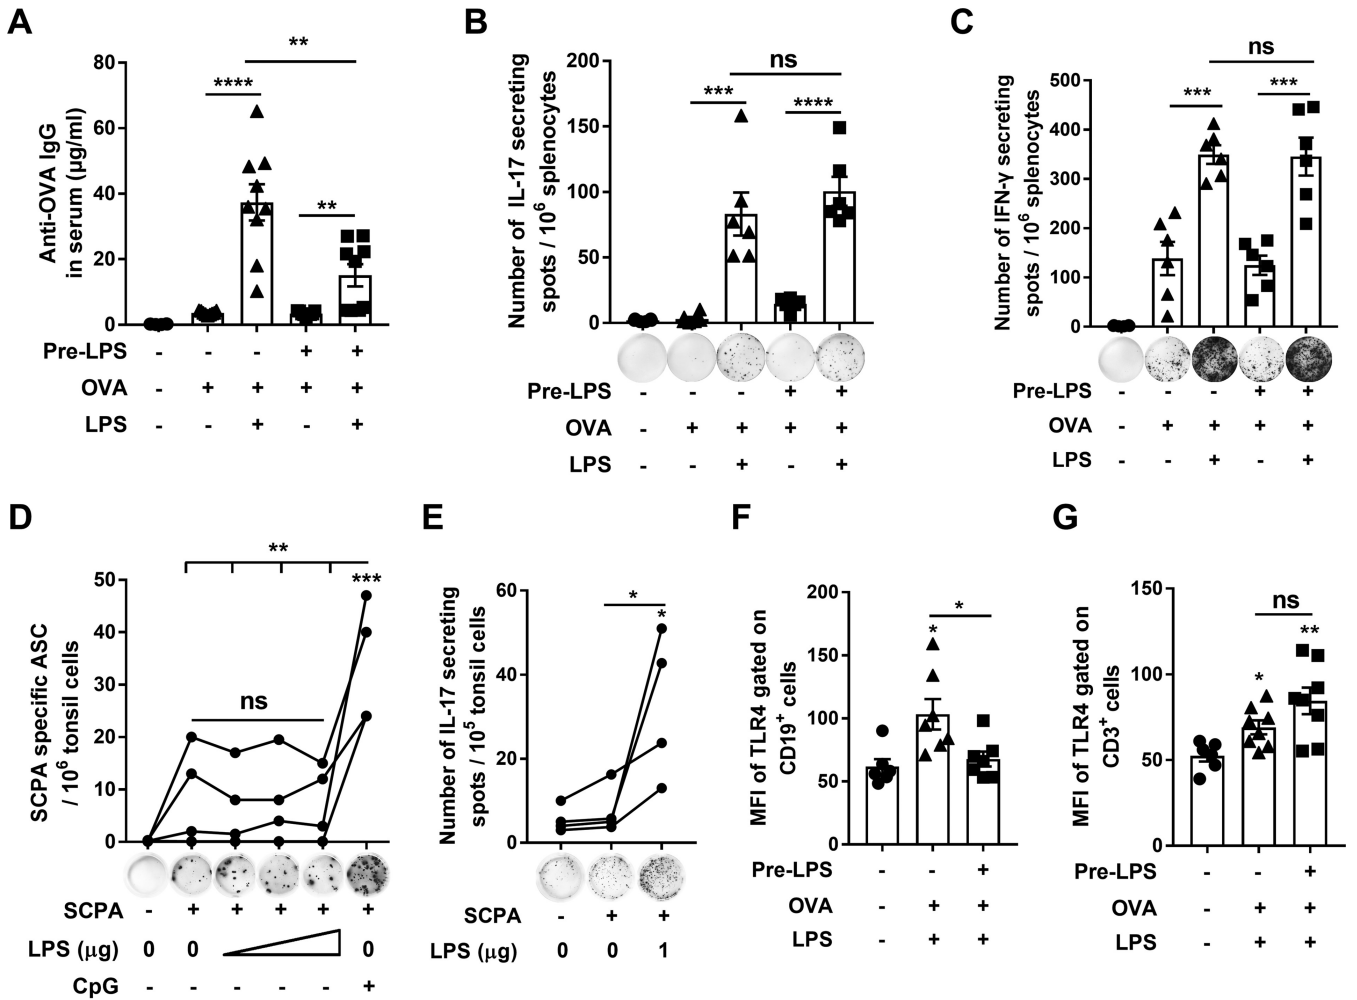 A
Anti-OVA IgG
in serum (μg/ml)
80
60
40
20
0
**
****
**
Pre-LPS - - - + +
OVA - + + + +
LPS - - + - +
B
Number of IL-17 secreting
spots / 10⁶ splenocytes
200
150
100
50
0
ns
***
****
Pre-LPS - - - + +
OVA - + + + +
LPS - - + - +
C
Number of IFN-γ secreting
spots / 10⁶ splenocytes
500
400
300
200
100
0
ns
***
***
Pre-LPS - - - + +
OVA - + + + +
LPS - - + - +
D
SCPA specific ASC
/ 10⁶ tonsil cells
50
40
30
20
10
0
**
***
ns
SCPA - + + + + +
LPS (μg) 0 0 0
CpG - - - - - +
E
Number of IL-17 secreting
spots / 10⁵ tonsil cells
60
40
20
0
*
*
SCPA - + +
LPS (μg) 0 0 1
F
MFI of TLR4 gated on
CD19⁺ cells
200
150
100
50
0
*
*
Pre-LPS - - +
OVA - + +
LPS - + +
G
MFI of TLR4 gated on
CD3⁺ cells
150
100
50
0
ns
**
*
Pre-LPS - - +
OVA - + +
LPS - + +